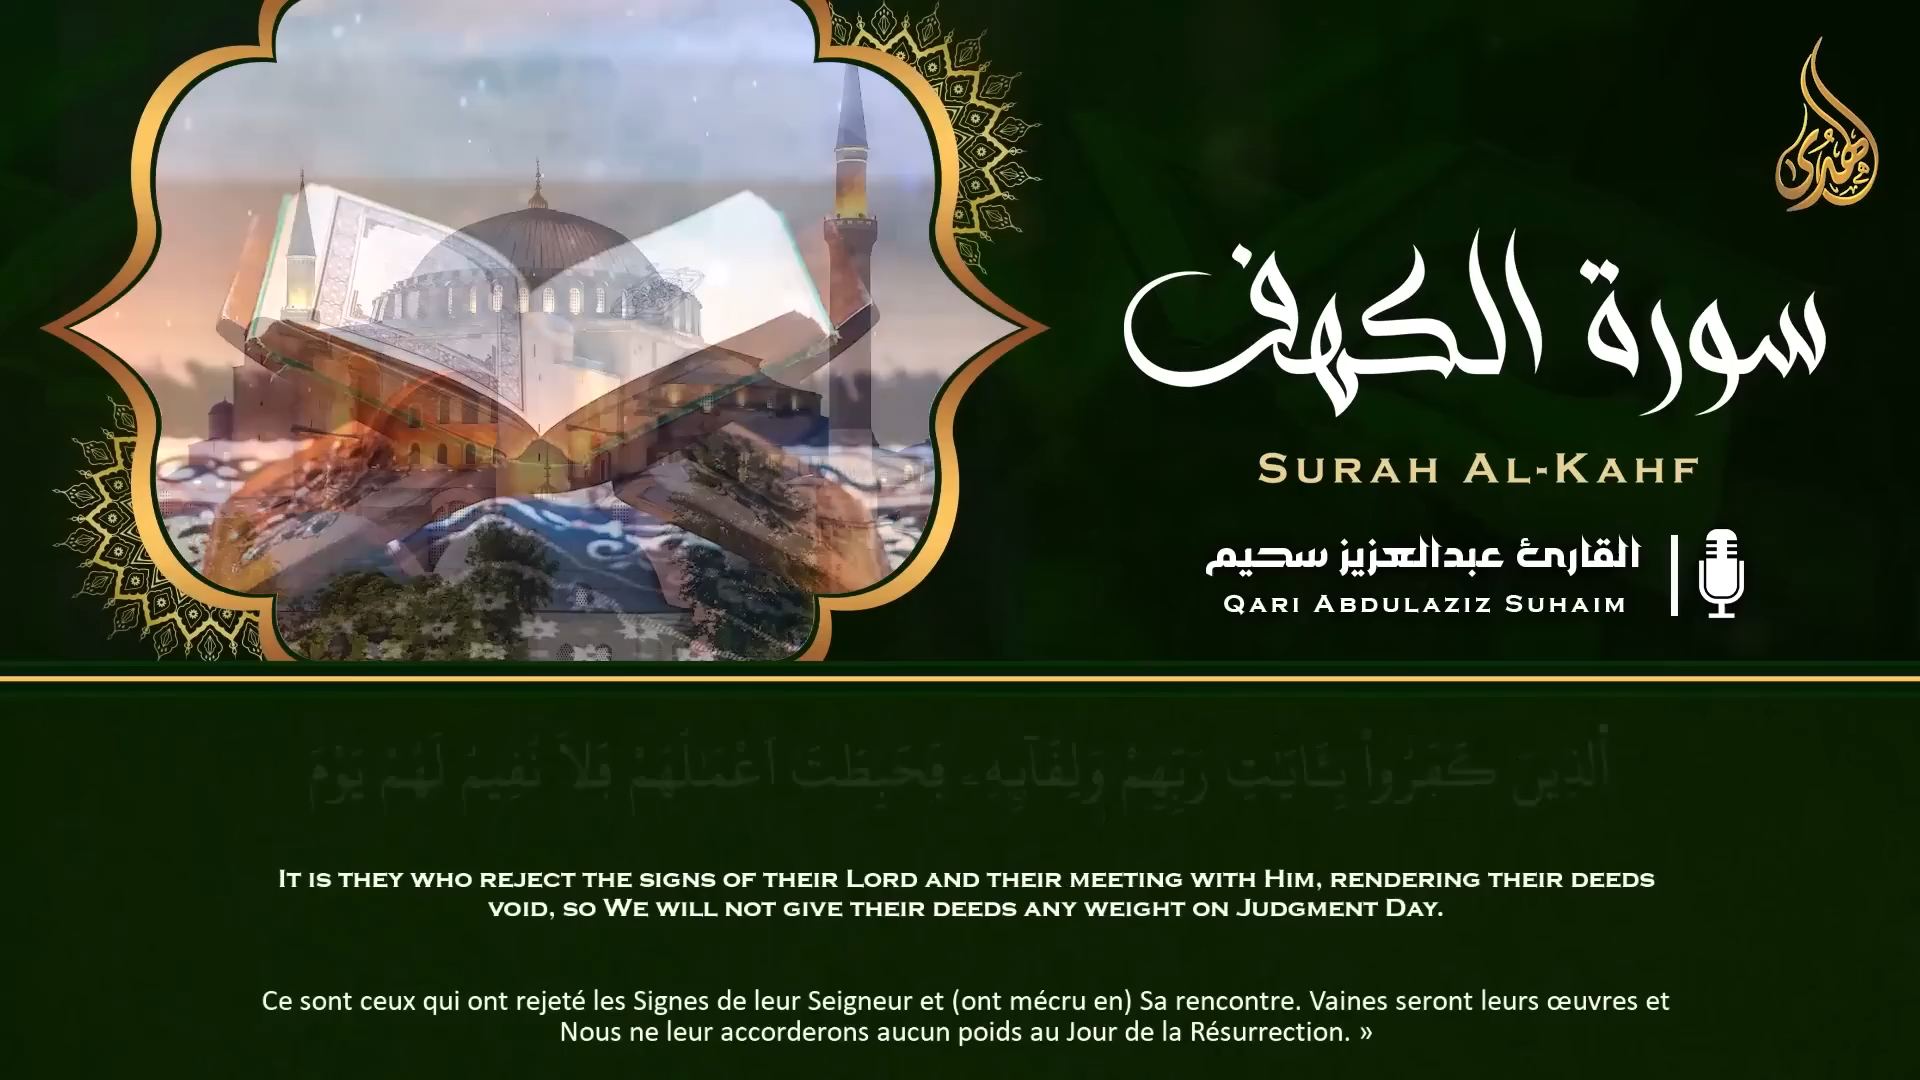 الهدى
سورة الكهف
SURAH AL-KAHF
القارئ عبدالعزيز سحيم
QARI ABDULAZIZ SUHAIM
اَ۬لذِينَ كَفَرُواْ بِـَٔايَٰتِ رَبِّهِمْ وَلِقَآئِهِۦ فَحَبِطَتَ اَعْمَٰلُهُمْ فَلَا نُقِيمُ لَهُمْ يَوْمَ
IT IS THEY WHO REJECT THE SIGNS OF THEIR LORD AND THEIR MEETING WITH HIM, RENDERING THEIR DEEDS
VOID, SO WE WILL NOT GIVE THEIR DEEDS ANY WEIGHT ON JUDGMENT DAY.
Ce sont ceux qui ont rejeté les Signes de leur Seigneur et (ont mécru en) Sa rencontre. Vaines seront leurs œuvres et
Nous ne leur accorderons aucun poids au Jour de la Résurrection. »